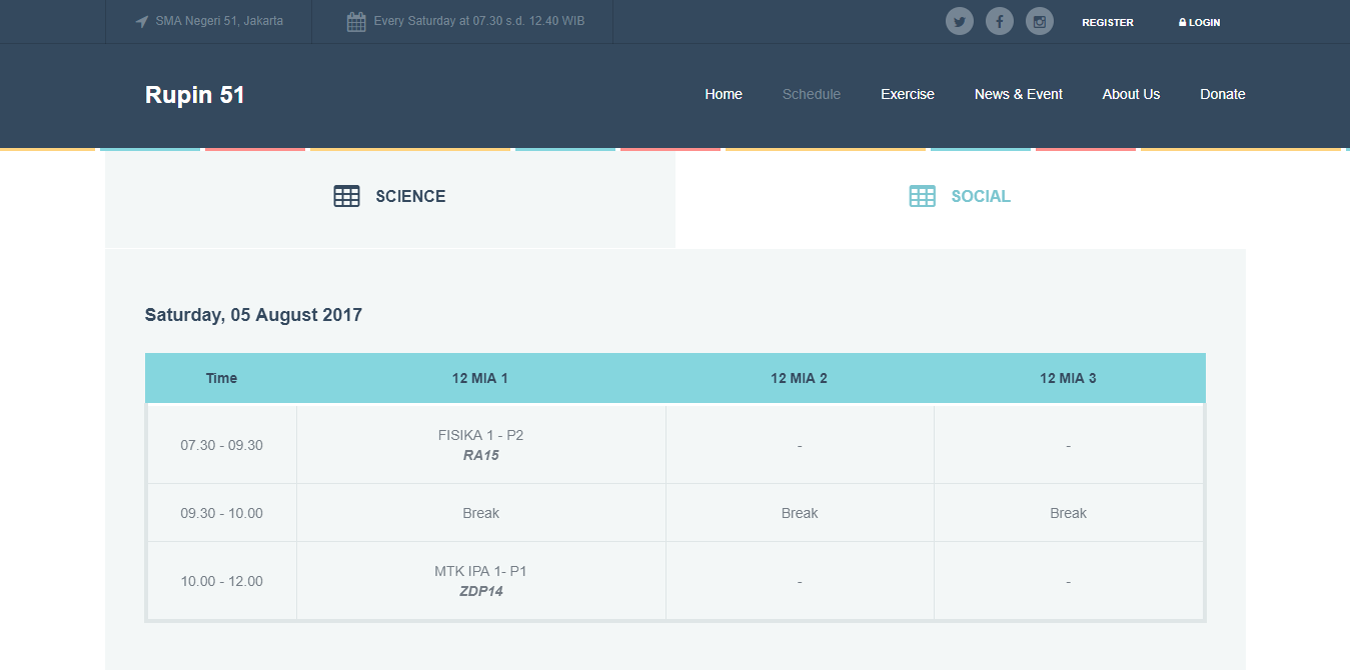 SMA Negeri 51, Jakarta
Every Saturday at 07.30 s.d. 12.40 WIB
REGISTER
LOGIN
Rupin 51
Home
Schedule
Exercise
News & Event
About Us
Donate
SCIENCE
SOCIAL
Saturday, 05 August 2017
Time 12 MIA 1 12 MIA 2 12 MIA 3
07.30 - 09.30 FISIKA 1 - P2 - -
RA15
09.30 - 10.00 Break Break Break
10.00 - 12.00 MTK IPA 1- P1 - -
ZDP14